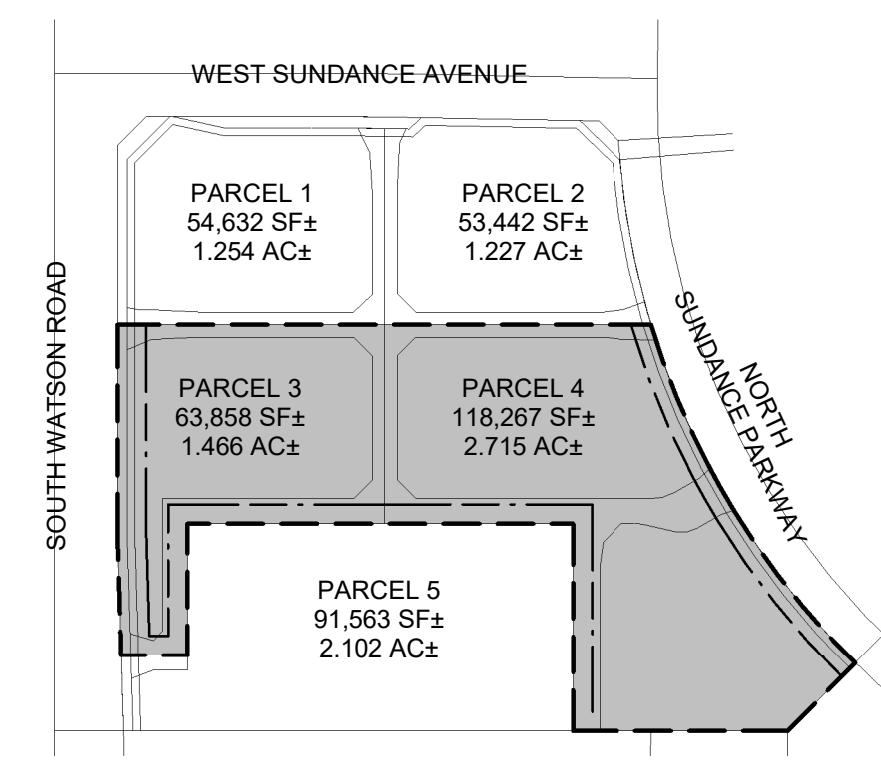 WEST SUNDANCE AVENUE
PARCEL 1
54,632 SF±
1.254 AC±
PARCEL 2
53,442 SF±
1.227 AC±
SOUTH WATSON ROAD
NORTH
SUNDANCE PARKWAY
PARCEL 3
63,858 SF±
1.466 AC±
PARCEL 4
118,267 SF±
2.715 AC±
PARCEL 5
91,563 SF±
2.102 AC±